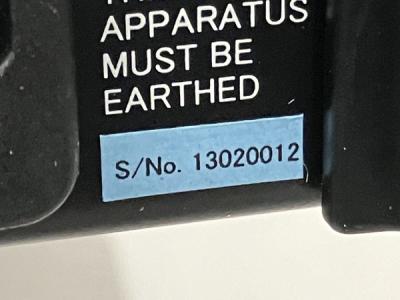 APPARATUS
MUST BE
EARTHED
S/No. 13020012